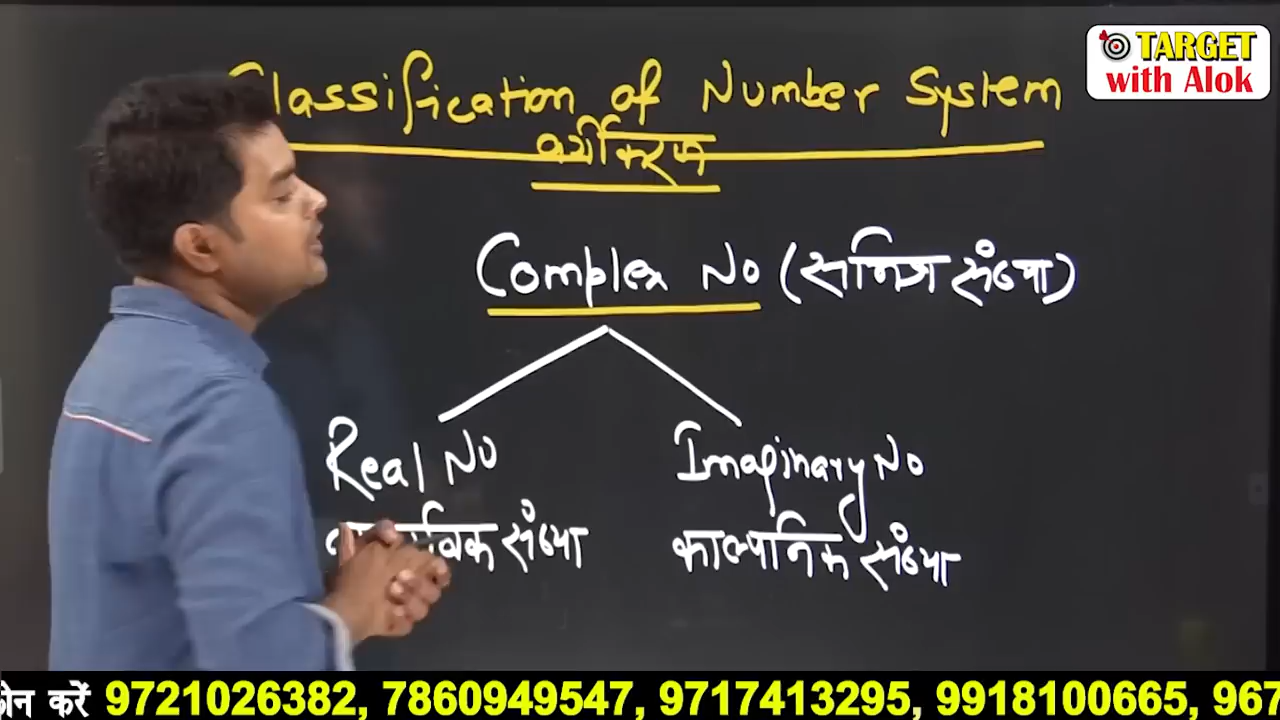 TARGET
with Alok
Classification of Number System
वर्गीकरण
Complex No (समिश्र संख्या)
Real No
Imaginary No
संख्या
काल्पनिक संख्या
करें 9721026382, 7860949547, 9717413295, 9918100665, 967